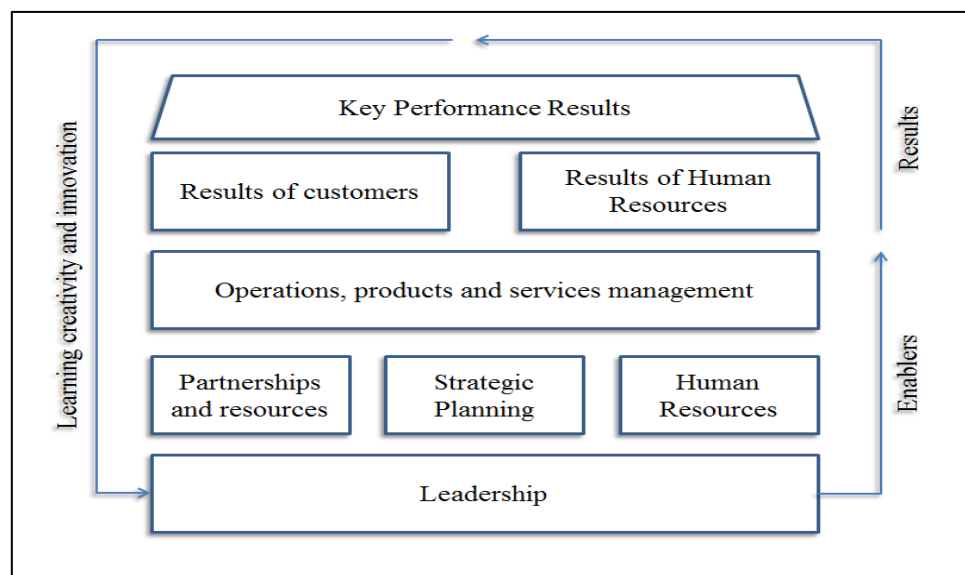 Key Performance Results
Results of customers
Results of Human
Resources
Operations, products and services management
Partnerships
and resources
Strategic
Planning
Human
Resources
Leadership
Learning creativity and innovation
Results
Enablers